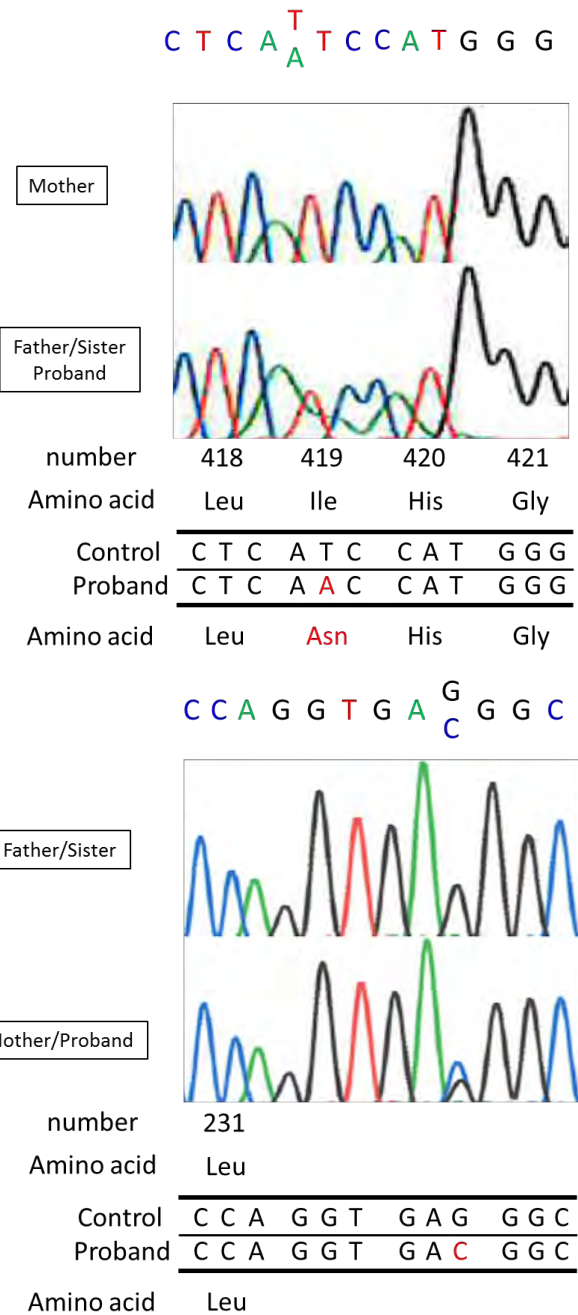 T
C T C A T C C A T G G G
A
Mother
Father/Sister
Proband
number 418 419 420 421
Amino acid Leu Ile His Gly
Control C T C A T C C A T G G G
Proband C T C A A C C A T G G G
Amino acid Leu Asn His Gly
G
C C A G G T G A G G C
C
Father/Sister
other/Proband
number 231
Amino acid Leu
Control C C A G G T G A G G G C
Proband C C A G G T G A C G G C
Amino acid Leu